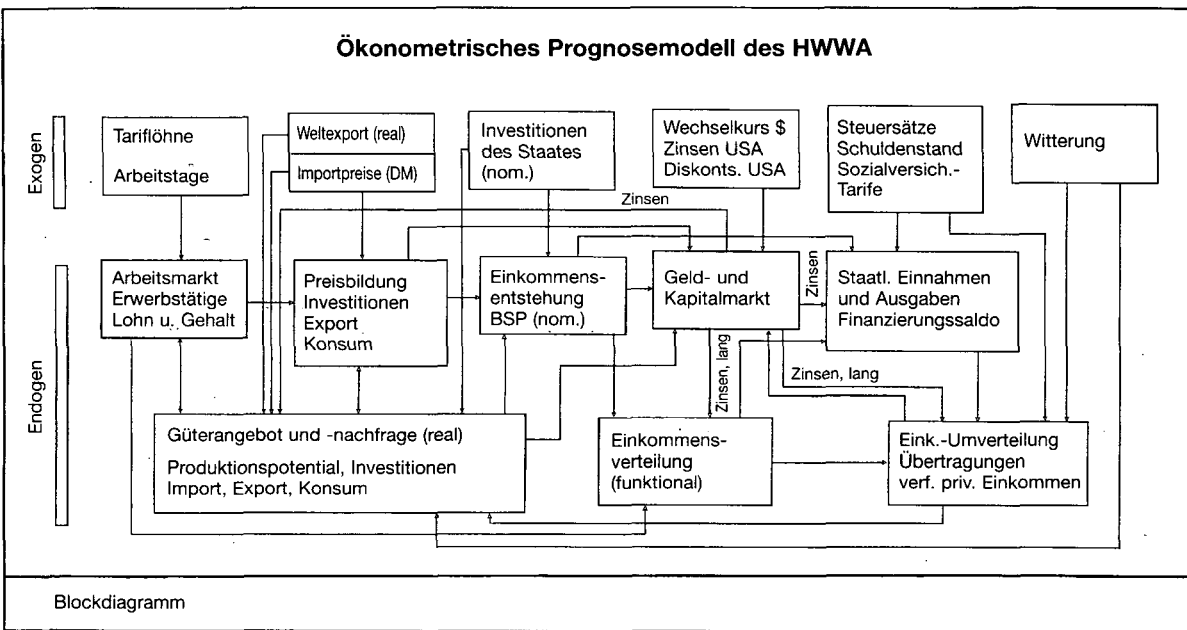 Ökonometrisches Prognosemodell des HWWA
Exogen
Tariflöhne
Arbeitstage
Weltexport (real)
Importpreise (DM)
Investitionen
des Staates
(nom.)
Wechselkurs $
Zinsen USA
Diskonts. USA
Steuersätze
Schuldenstand
Sozialversich.-
Tarife
Witterung
Zinsen
Endogen
Arbeitsmarkt
Erwerbstätige
Lohn u. Gehalt
Preisbildung
Investitionen
Export
Konsum
Einkommens-
entstehung
BSP (nom.)
Geld- und
Kapitalmarkt
Zinsen
Staatl. Einnahmen
und Ausgaben
Finanzierungssaldo
Zinsen, lang
Zinsen, lang
Güterangebot und -nachfrage (real)
Produktionspotential, Investitionen
Import, Export, Konsum
Einkommens-
verteilung
(funktional)
Eink.-Umverteilung
Übertragungen
verf. priv. Einkommen
Blockdiagramm